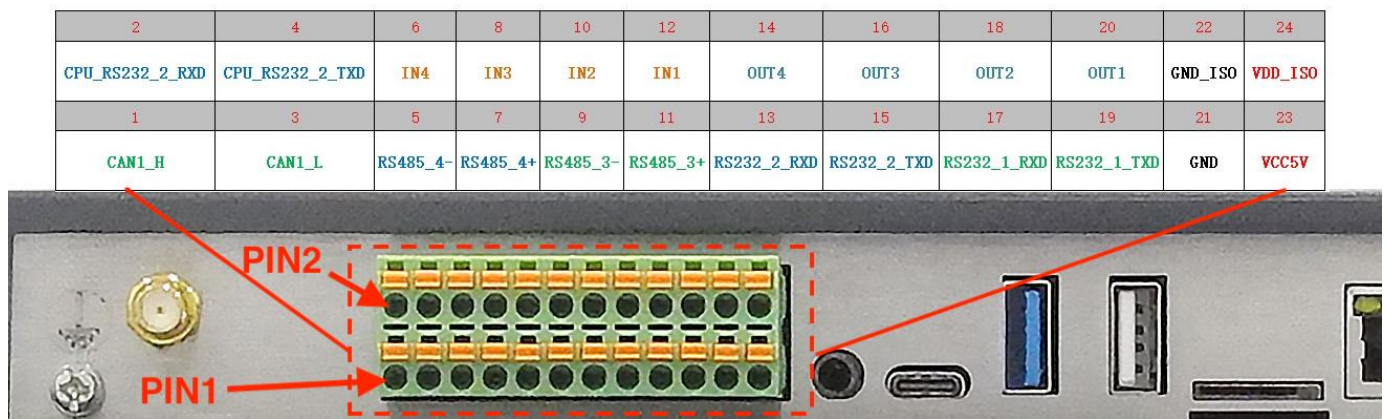 2 4 6 8 10 12 14 16 18 20 22 24
CPU_RS232_2_RXD CPU_RS232_2_TXD IN4 IN3 IN2 IN1 OUT4 OUT3 OUT2 OUT1 GND_ISO VDD_ISO
1 3 5 7 9 11 13 15 17 19 21 23
CAN1_H CAN1_L RS485_4- RS485_4+ RS485_3- RS485_3+ RS232_2_RXD RS232_2_TXD RS232_1_RXD RS232_1_TXD GND VCC5V
PIN2
PIN1